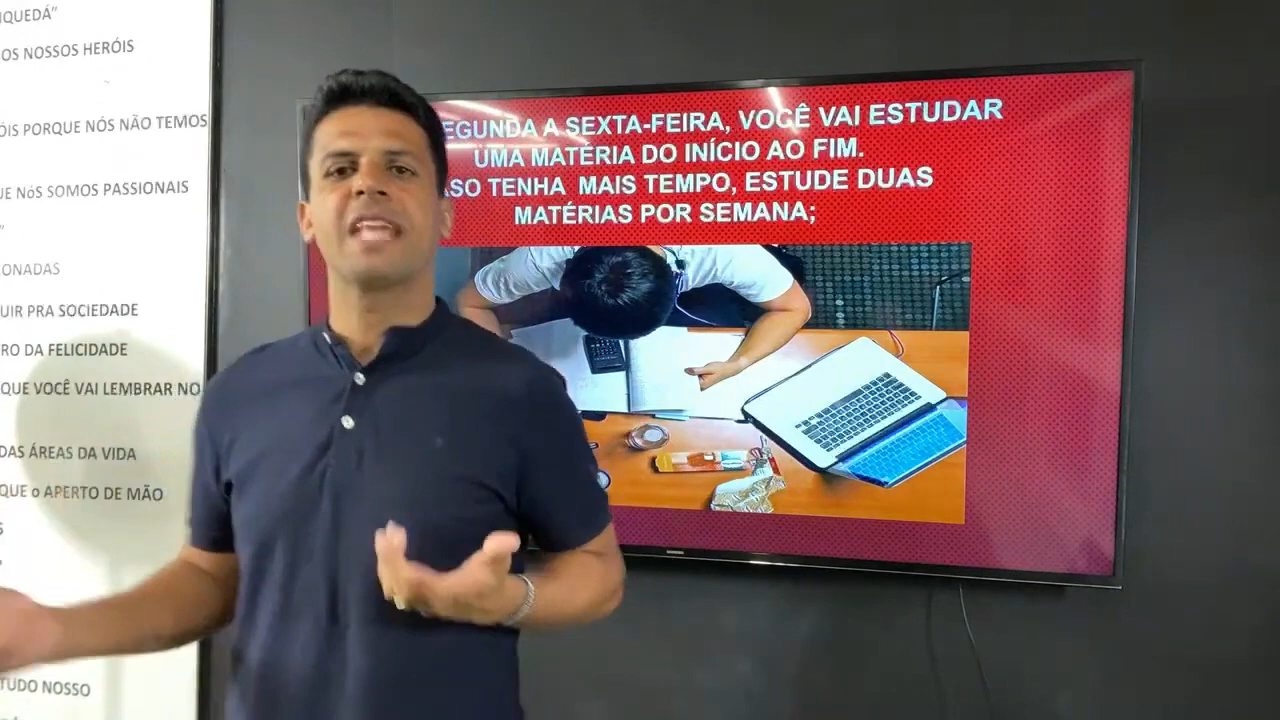 IQUEDÁ"
OS NOSSOS HERÓIS
ÓIS PORQUE NÓS NÃO TEMOS
UE NóS SOMOS PASSIONAIS
"
ONADAS
UIR PRA SOCIEDADE
RO DA FELICIDADE
QUE VOCÊ VAI LEMBRAR NO
DAS ÁREAS DA VIDA
QUE o APERTO DE MÃO
S
TUDO NOSSO
EGUNDA A SEXTA-FEIRA, VOCÊ VAI ESTUDAR
UMA MATÉRIA DO INÍCIO AO FIM.
ASO TENHA MAIS TEMPO, ESTUDE DUAS
MATÉRIAS POR SEMANA;
SAMSUNG